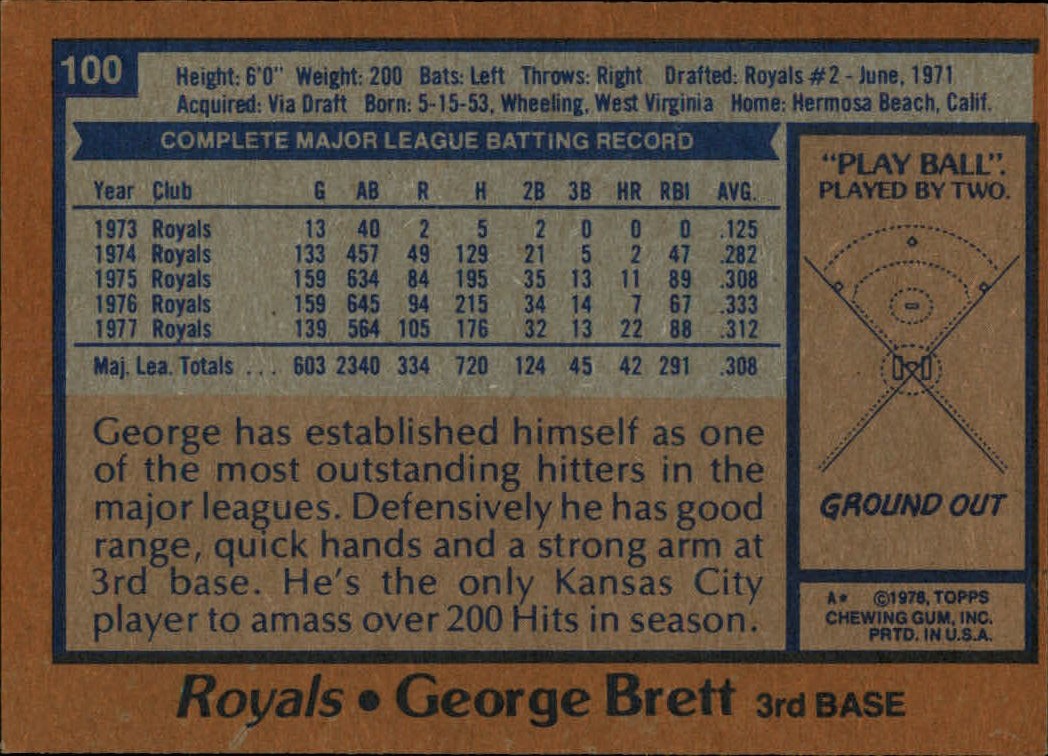 100
Height: 6'0" Weight: 200 Bats: Left Throws: Right Drafted: Royals #2 - June, 1971
Acquired: Via Draft Born: 5-15-53, Wheeling, West Virginia Home: Hermosa Beach, Calif.
COMPLETE MAJOR LEAGUE BATTING RECORD
Year Club G AB R H 2B 3B HR RBI AVG.
1973 Royals 13 40 2 5 2 0 0 0 .125
1974 Royals 133 457 49 129 21 5 2 47 .282
1975 Royals 159 634 84 195 35 13 11 89 .308
1976 Royals 159 645 94 215 34 14 7 67 .333
1977 Royals 139 564 105 176 32 13 22 88 .312
Maj. Lea. Totals ... 603 2340 334 720 124 45 42 291 .308
George has established himself as one
of the most outstanding hitters in the
major leagues. Defensively he has good
range, quick hands and a strong arm at
3rd base. He's the only Kansas City
player to amass over 200 Hits in season.
"PLAY BALL".
PLAYED BY TWO.
GROUND OUT
A* ©1978, TOPPS
CHEWING GUM, INC.
PRTD. IN U.S.A.
Royals • George Brett 3rd BASE